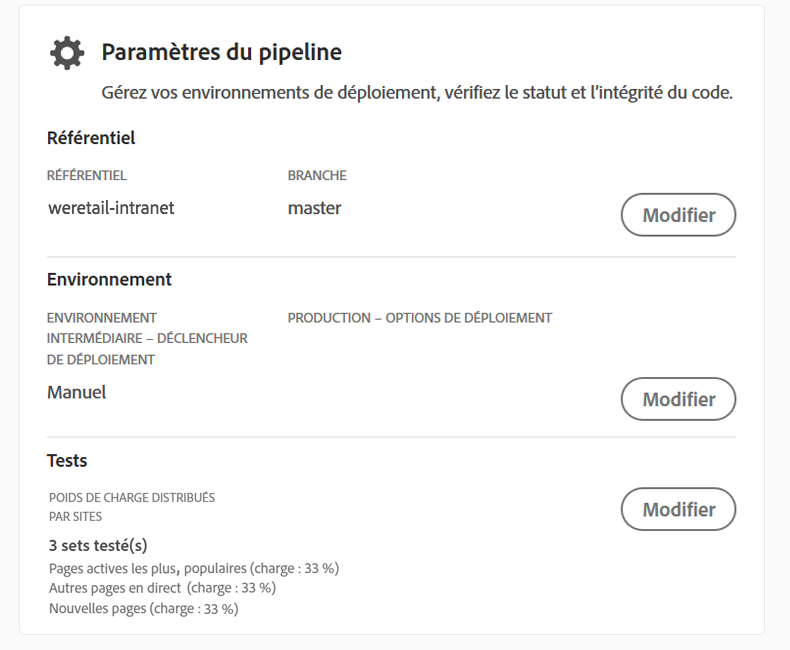 Paramètres du pipeline
Gérez vos environnements de déploiement, vérifiez le statut et l'intégrité du code.
Référentiel
RÉFÉRENTIEL BRANCHE
weretail-intranet master
Modifier
Environnement
ENVIRONNEMENT PRODUCTION – OPTIONS DE DÉPLOIEMENT
INTERMÉDIAIRE – DÉCLENCHEUR
DE DÉPLOIEMENT
Manuel
Modifier
Tests
POIDS DE CHARGE DISTRIBUÉS
PAR SITES
Modifier
3 sets testé(s)
Pages actives les plus, populaires (charge : 33 %)
Autres pages en direct (charge : 33 %)
Nouvelles pages (charge : 33 %)